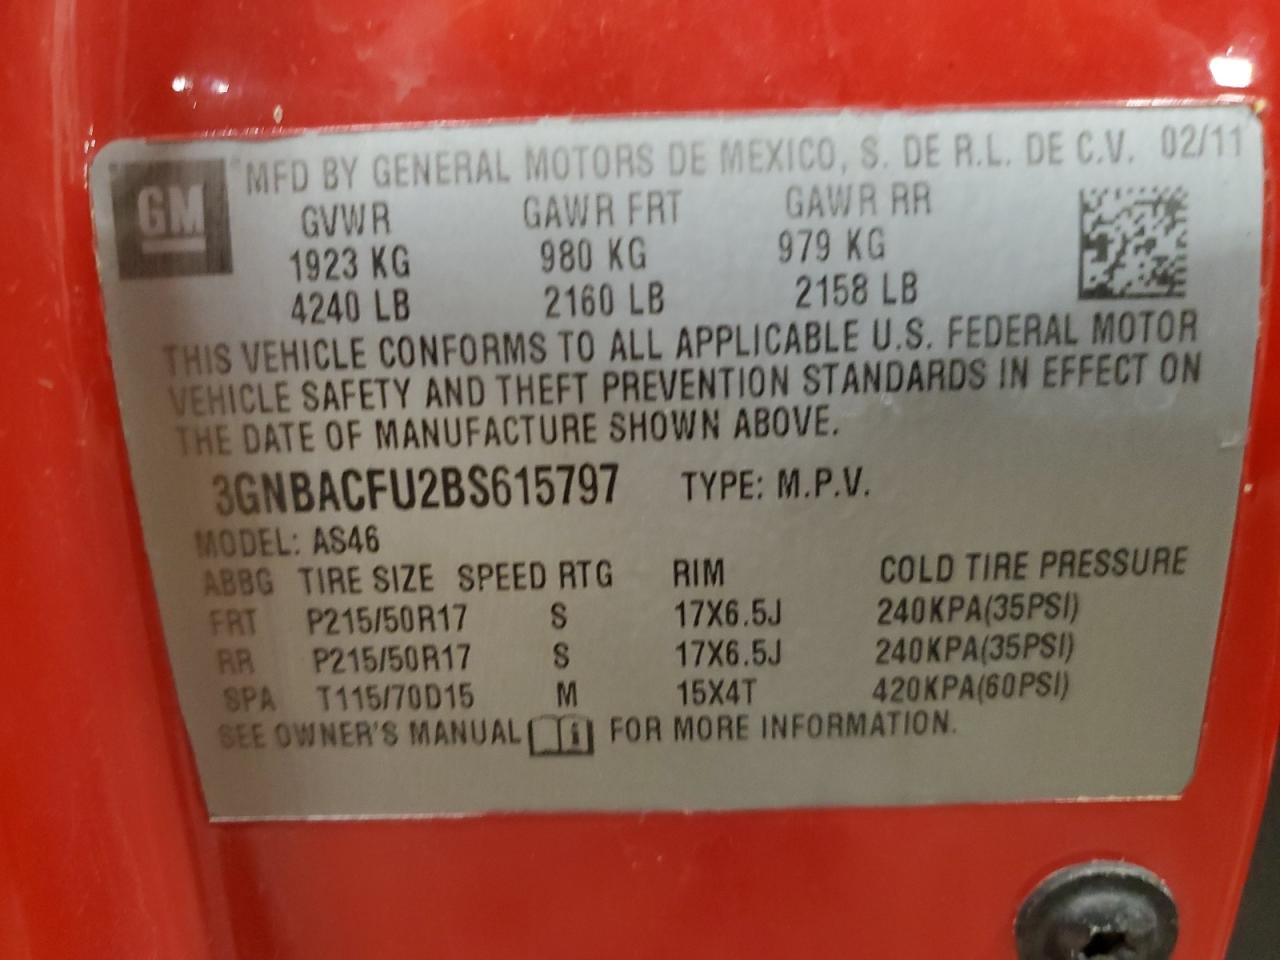 GM
MFD BY GENERAL MOTORS DE MEXICO, S. DE R.L. DE C.V. 02/11
GVWR GAWR FRT GAWR RR
1923 KG 980 KG 979 KG
4240 LB 2160 LB 2158 LB
THIS VEHICLE CONFORMS TO ALL APPLICABLE U.S. FEDERAL MOTOR
VEHICLE SAFETY AND THEFT PREVENTION STANDARDS IN EFFECT ON
THE DATE OF MANUFACTURE SHOWN ABOVE.
3GNBACFU2BS615797 TYPE: M.P.V.
MODEL: AS46
ABBG TIRE SIZE SPEED RTG RIM COLD TIRE PRESSURE
FRT P215/50R17 S 17X6.5J 240KPA(35PSI)
RR P215/50R17 S 17X6.5J 240KPA(35PSI)
SPA T115/70D15 M 15X4T 420KPA(60PSI)
SEE OWNER'S MANUAL FOR MORE INFORMATION.